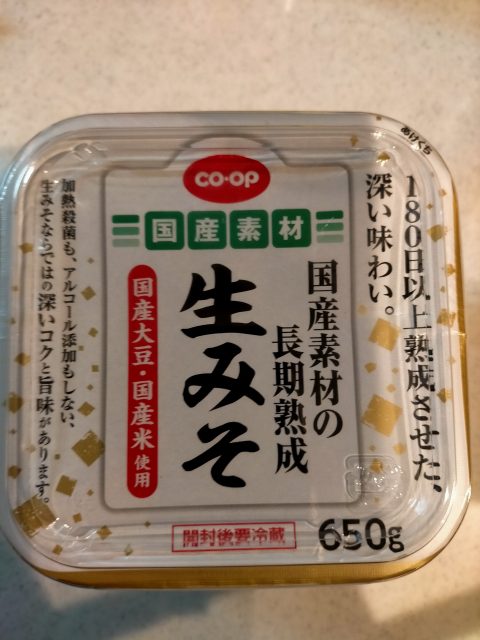 あけくち
CO・OP
国産素材
180日以上熟成させた、
深い味わい。
国産素材の
長期熟成
生みそ
国産大豆・国産米使用
加熱殺菌も、アルコール添加もしない、
生みそならではの深いコクと旨味があります。
開封後要冷蔵
650g